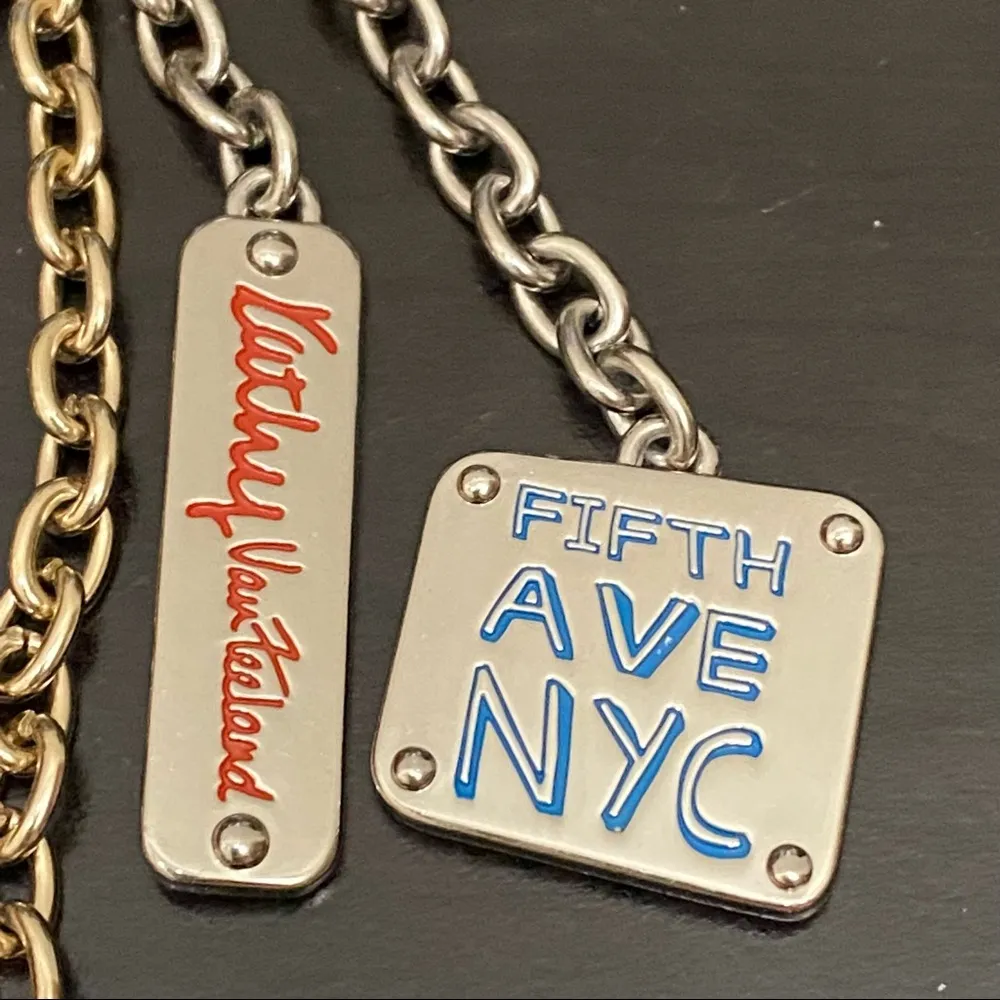 Kathy Van Zeeland
FIFTH
AVE
NYC